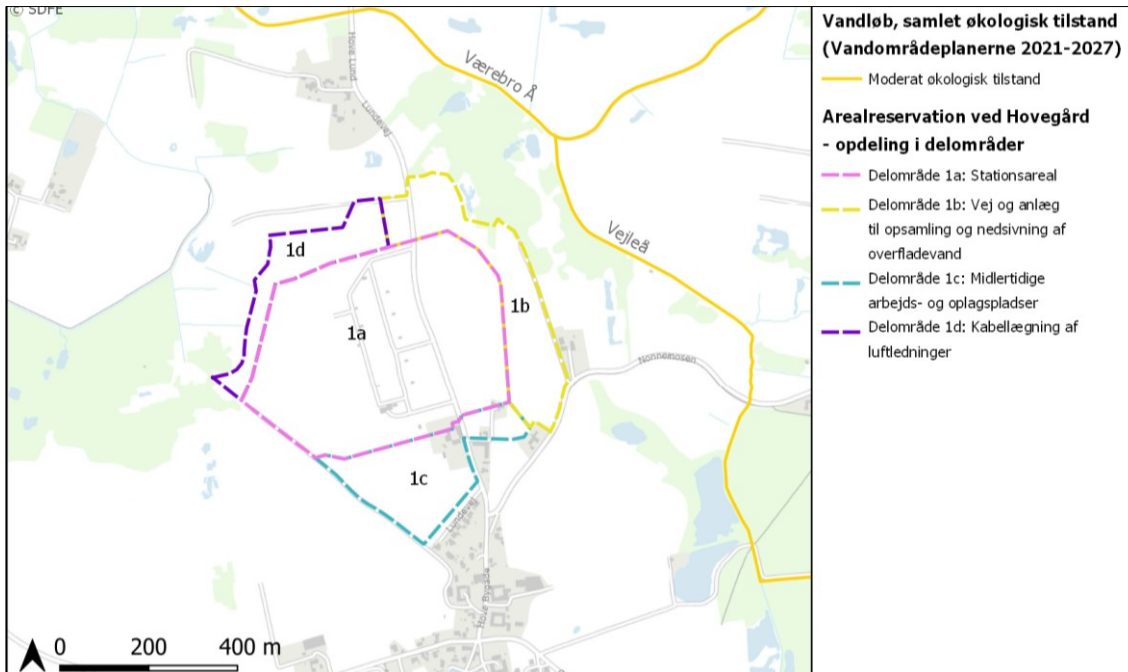 © SDFE
Hove Lund
Lundevej
Værebro Å
Vejleå
Nonnemosen
1d
1a
1b
1c
Lundevej
Hove Bygade
0 200 400 m
Vandløb, samlet økologisk tilstand
(Vandområdeplanerne 2021-2027)
Moderat økologisk tilstand
Arealreservation ved Hovegård
- opdeling i delområder
Delområde 1a: Stationsareal
Delområde 1b: Vej og anlæg
til opsamling og nedsivning af
overfladevand
Delområde 1c: Midlertidige
arbejds- og oplagspladser
Delområde 1d: Kabellægning af
luftledninger